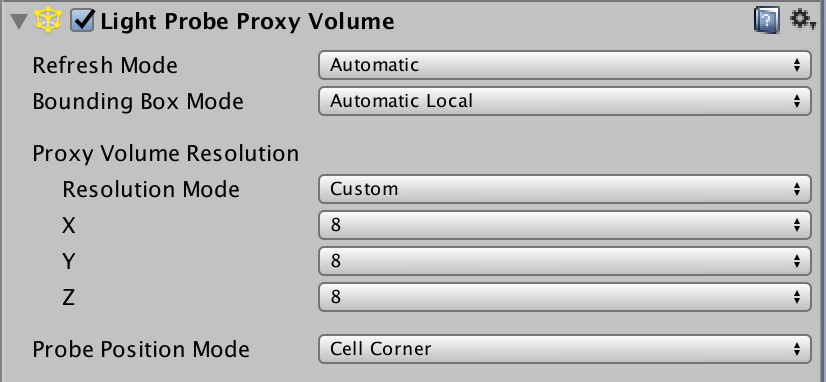 Light Probe Proxy Volume
Refresh Mode Automatic
Bounding Box Mode Automatic Local
Proxy Volume Resolution
Resolution Mode Custom
X 8
Y 8
Z 8
Probe Position Mode Cell Corner